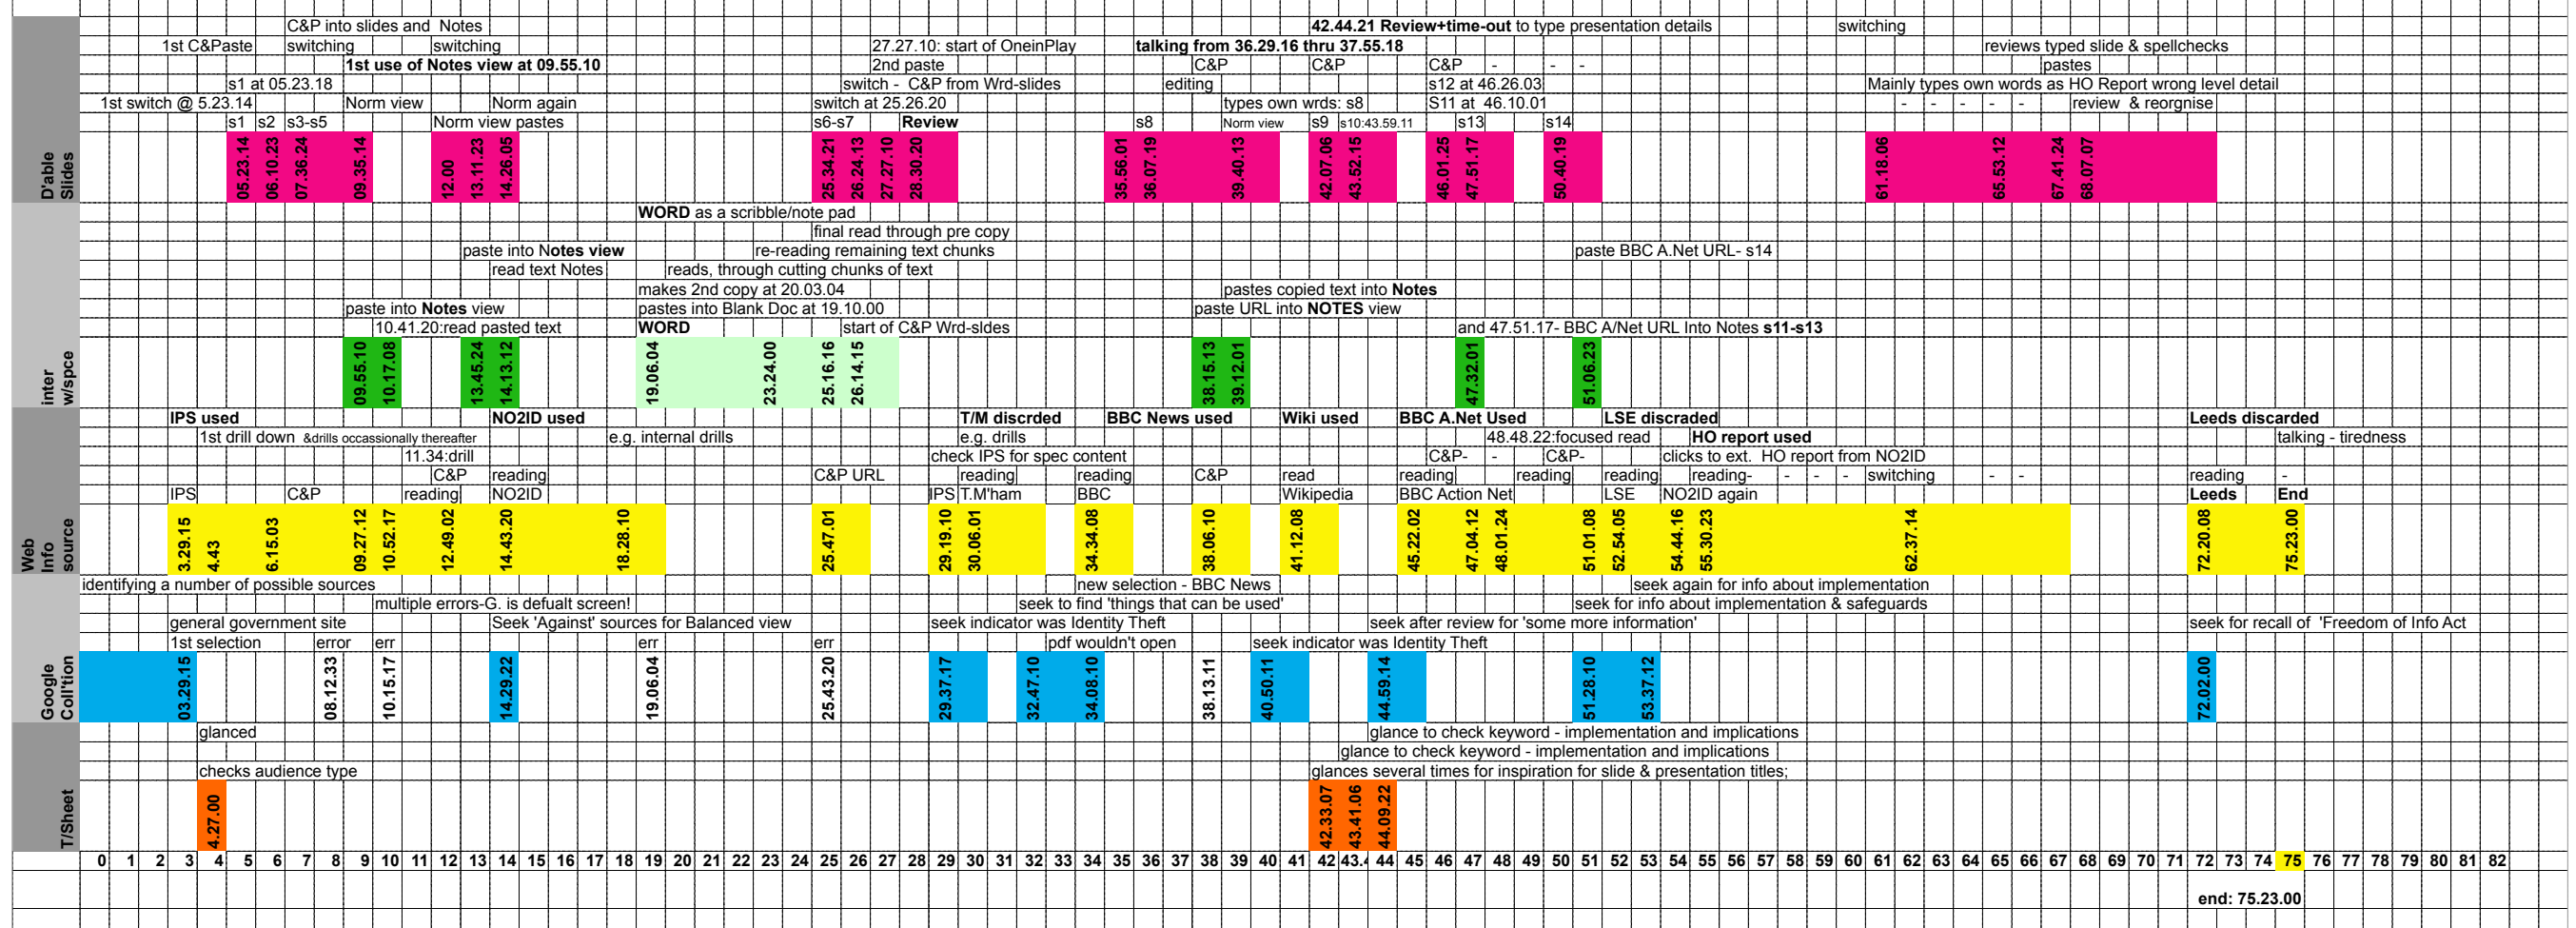 C&P into slides and Notes 42.44.21 Review+time-out to type presentation details switching
1st C&Paste switching switching 27.27.10: start of OneinPlay talking from 36.29.16 thru 37.55.18 reviews typed slide & spellchecks
1st use of Notes view at 09.55.10 2nd paste C&P C&P C&P - - - pastes
s1 at 05.23.18 switch - C&P from Wrd-slides editing s12 at 46.26.03 Mainly types own words as HO Report wrong level detail
1st switch @ 5.23.14 Norm view Norm again switch at 25.26.20 types own wrds: s8 S11 at 46.10.01 - - - - - review & reorgnise
s1 s2 s3-s5 Norm view pastes s6-s7 Review s8 Norm view s9 s10:43.59.11 s13 s14
D'able Slides 05.23.14 06.10.23 07.36.24 09.35.14 12.00 13.11.23 14.26.05 25.34.21 26.24.13 27.27.10 28.30.20 35.56.01 36.07.19 39.40.13 42.07.06 43.52.15 46.01.25 47.51.17 50.40.19 61.18.06 65.53.12 67.41.24 68.07.07
WORD as a scribble/note pad
final read through pre copy
paste into Notes view re-reading remaining text chunks paste BBC A.Net URL- s14
read text Notes reads, through cutting chunks of text
makes 2nd copy at 20.03.04 pastes copied text into Notes
paste into Notes view pastes into Blank Doc at 19.10.00 paste URL into NOTES view
10.41.20:read pasted text WORD start of C&P Wrd-sldes and 47.51.17- BBC A/Net URL Into Notes s11-s13
inter w/spce 09.55.10 10.17.08 13.45.24 14.13.12 19.06.04 23.24.00 25.16.16 26.14.15 38.15.13 39.12.01 47.32.01 51.06.23
IPS used NO2ID used T/M discrded BBC News used Wiki used BBC A.Net Used LSE discraded Leeds discarded
1st drill down &drills occassionally thereafter e.g. internal drills e.g. drills 48.48.22:focused read HO report used talking - tiredness
11.34:drill check IPS for spec content C&P- - C&P- clicks to ext. HO report from NO2ID
C&P reading C&P URL reading reading C&P read reading reading reading reading- - - - switching - - reading -
IPS C&P reading NO2ID IPS T.M'ham BBC Wikipedia BBC Action Net LSE NO2ID again Leeds End
Web Info source 3.29.15 4.43 6.15.03 09.27.12 10.52.17 12.49.02 14.43.20 18.28.10 25.47.01 29.19.10 30.06.01 34.34.08 38.06.10 41.12.08 45.22.02 47.04.12 48.01.24 51.01.08 52.54.05 54.44.16 55.30.23 62.37.14 72.20.08 75.23.00
identifying a number of possible sources new selection - BBC News seek again for info about implementation
multiple errors-G. is defualt screen! seek to find 'things that can be used' seek for info about implementation & safeguards
general government site Seek 'Against' sources for Balanced view seek indicator was Identity Theft seek after review for 'some more information' seek for recall of 'Freedom of Info Act
1st selection error err err err pdf wouldn't open seek indicator was Identity Theft
Google Coll'tion 03.29.15 08.12.33 10.15.17 14.29.22 19.06.04 25.43.20 29.37.17 32.47.10 34.08.10 38.13.11 40.50.11 44.59.14 51.28.10 53.37.12 72.02.00
glanced glance to check keyword - implementation and implications
glance to check keyword - implementation and implications
checks audience type glances several times for inspiration for slide & presentation titles;
T/Sheet 4.27.00 42.33.07 43.41.06 44.09.22
0 1 2 3 4 5 6 7 8 9 10 11 12 13 14 15 16 17 18 19 20 21 22 23 24 25 26 27 28 29 30 31 32 33 34 35 36 37 38 39 40 41 42 43.4 44 45 46 47 48 49 50 51 52 53 54 55 56 57 58 59 60 61 62 63 64 65 66 67 68 69 70 71 72 73 74 75 76 77 78 79 80 81 82
end: 75.23.00